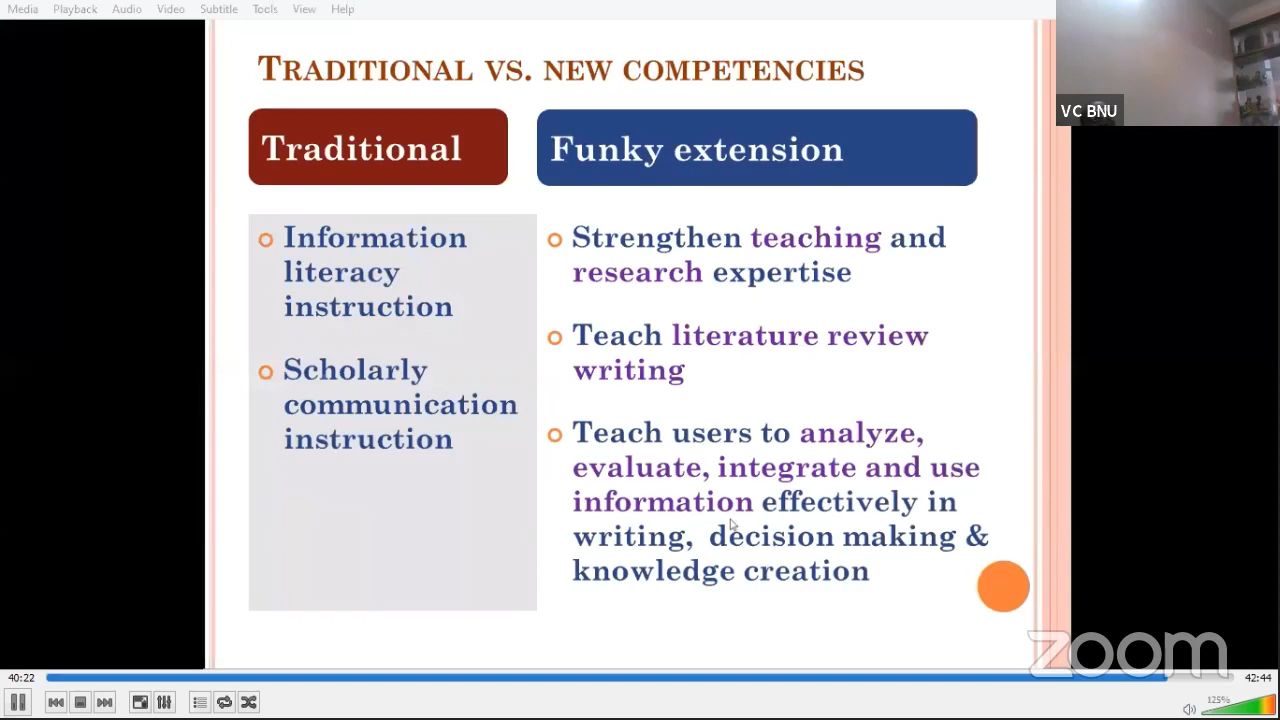 Media Playback Audio Video Subtitle Tools View Help
TRADITIONAL VS. NEW COMPETENCIES
VC BNU
Traditional
Funky extension
Information
literacy
instruction
Scholarly
communication
instruction
Strengthen teaching and
research expertise
Teach literature review
writing
Teach users to analyze,
evaluate, integrate and use
information effectively in
writing, decision making &
knowledge creation
zoom
40:22
42:44
125%